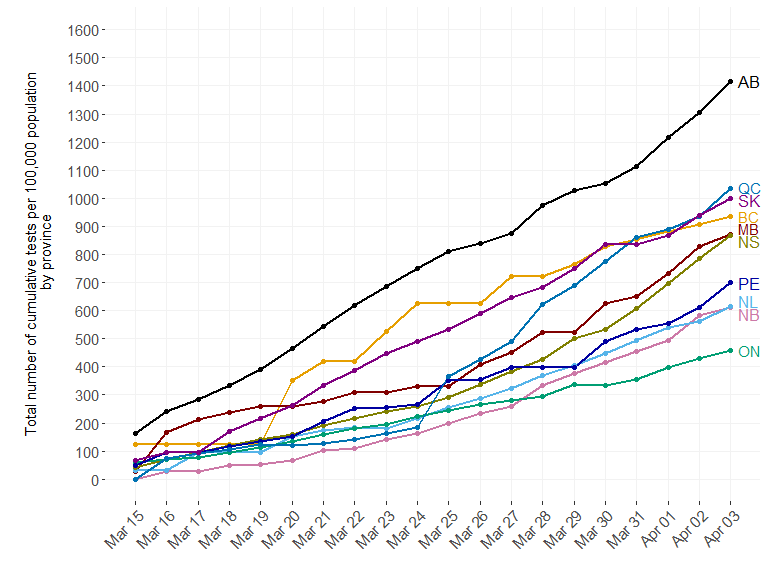 Total number of cumulative tests per 100,000 population
by province
1600
1500
1400
1300
1200
1100
1000
900
800
700
600
500
400
300
200
100
0
AB
QC
SK
BC
MB
NS
PE
NL
NB
ON
Mar 15
Mar 16
Mar 17
Mar 18
Mar 19
Mar 20
Mar 21
Mar 22
Mar 23
Mar 24
Mar 25
Mar 26
Mar 27
Mar 28
Mar 29
Mar 30
Mar 31
Apr 01
Apr 02
Apr 03